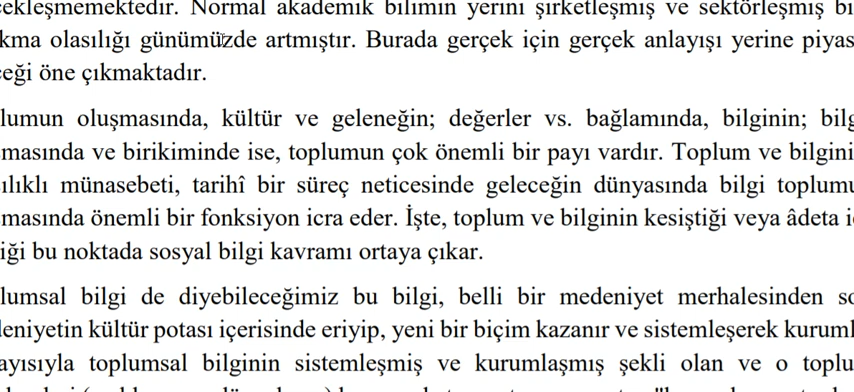 çekleşmemektedir. Normal akademik bilimin yerini şirketleşmiş ve sektörleşmiş bi
kma olasılığı günümüzde artmıştır. Burada gerçek için gerçek anlayışı yerine piyas
eği öne çıkmaktadır.
lumun oluşmasında, kültür ve geleneğin; değerler vs. bağlamında, bilginin; bilg
masında ve birikiminde ise, toplumun çok önemli bir payı vardır. Toplum ve bilgini
ılıklı münasebeti, tarihî bir süreç neticesinde geleceğin dünyasında bilgi toplumu
masında önemli bir fonksiyon icra eder. İşte, toplum ve bilginin kesiştiği veya âdeta i
iği bu noktada sosyal bilgi kavramı ortaya çıkar.
lumsal bilgi de diyebileceğimiz bu bilgi, belli bir medeniyet merhalesinden so
deniyetin kültür potası içerisinde eriyip, yeni bir biçim kazanır ve sistemleşerek kuruml
ayısıyla toplumsal bilginin sistemleşmiş ve kurumlaşmış şekli olan ve o toplu